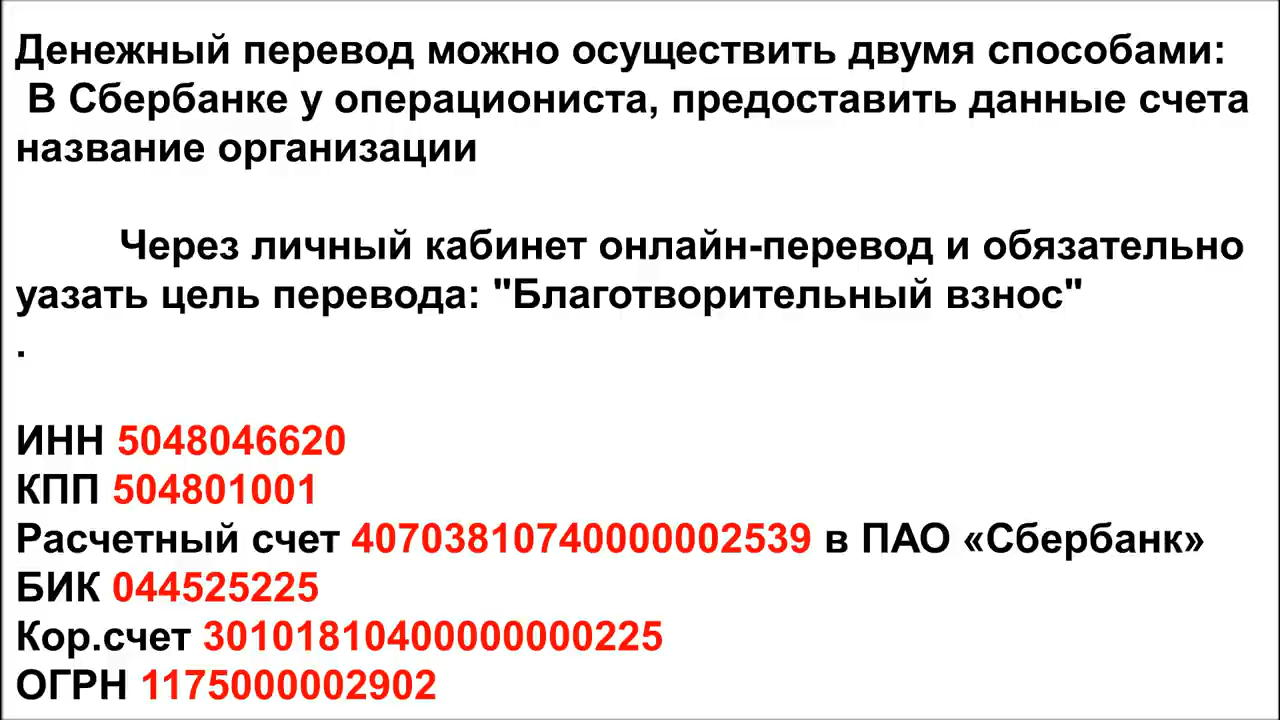 Денежный перевод можно осуществить двумя способами:
В Сбербанке у операциониста, предоставить данные счета
название организации
Через личный кабинет онлайн-перевод и обязательно
уазать цель перевода: "Благотворительный взнос"
.
ИНН 5048046620
КПП 504801001
Расчетный счет 40703810740000002539 в ПАО «Сбербанк»
БИК 044525225
Кор.счет 30101810400000000225
ОГРН 1175000002902